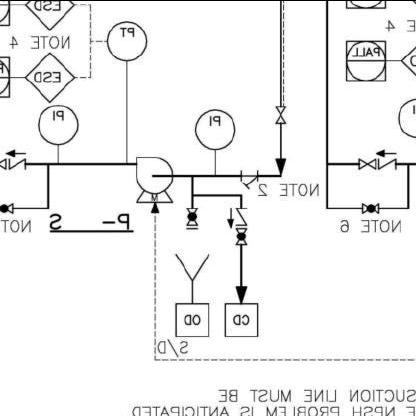 ESD
NOTE 4
PT
PALL
ESD
PI
PI
PI
NOTE 2
M
P- S
NOTE 6
OD
CD
S/D
SUCTION LINE MUST BE
NPSH PROBLEM IS ANTICIPATED